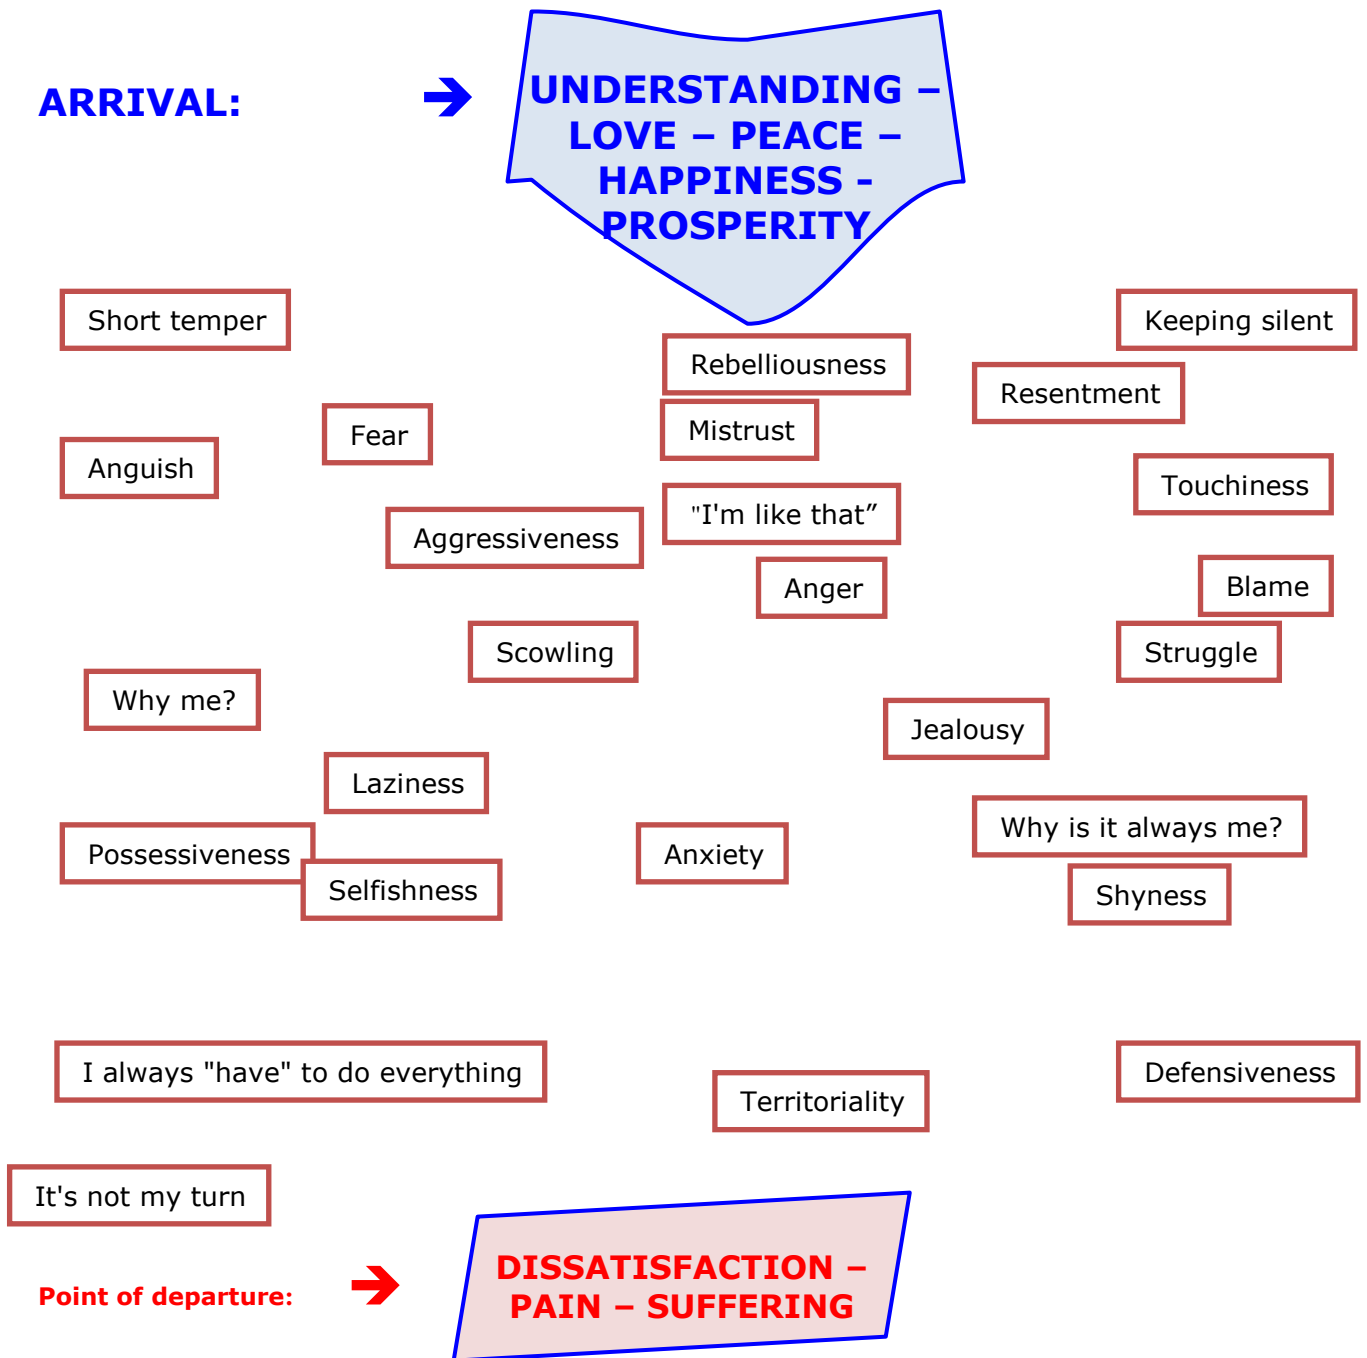 ARRIVAL:
➔
UNDERSTANDING –
LOVE – PEACE –
HAPPINESS -
PROSPERITY
Short temper
Keeping silent
Rebelliousness
Resentment
Fear
Mistrust
Anguish
Touchiness
"I'm like that”
Aggressiveness
Anger
Blame
Scowling
Struggle
Why me?
Jealousy
Laziness
Why is it always me?
Possessiveness
Anxiety
Selfishness
Shyness
I always "have" to do everything
Defensiveness
Territoriality
It's not my turn
DISSATISFACTION –
PAIN – SUFFERING
Point of departure:
➔